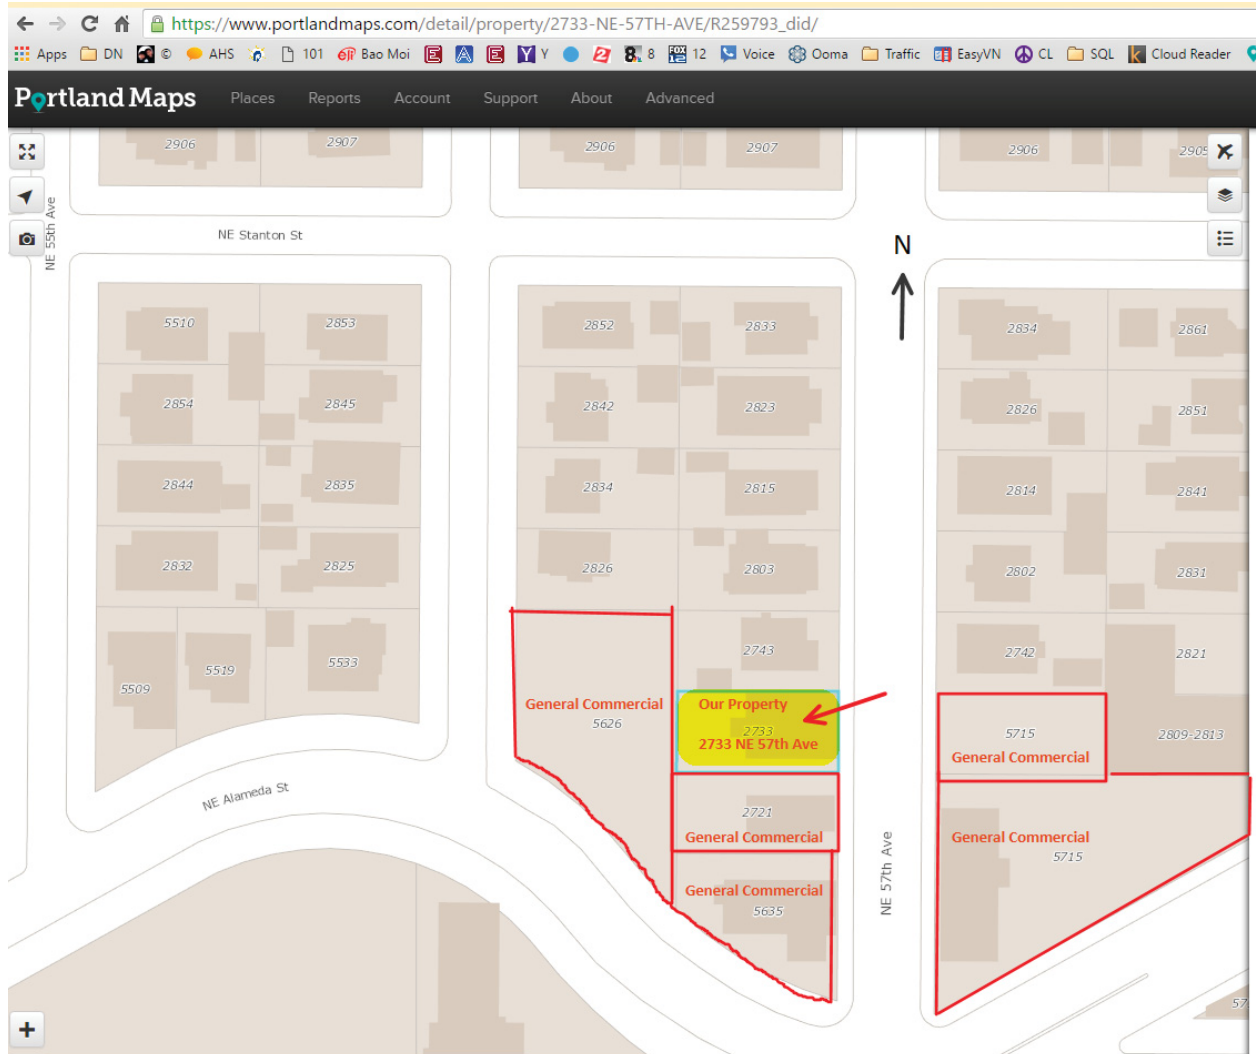 https://www.portlandmaps.com/detail/property/2733-NE-57TH-AVE/R259793_did/
Apps DN © AHS 101 Bao Moi Y 8 12 Voice Ooma Traffic EasyVN CL SQL Cloud Reader
Portland Maps Places Reports Account Support About Advanced
2906 2907 2906 2907 2906 2905
NE 55th Ave
NE Stanton St
N
5510 2853 2852 2833 2834 2861
2854 2845 2842 2823 2826 2851
2844 2835 2834 2815 2814 2841
2832 2825 2826 2803 2802 2831
5509 5519 5533 2743 2742 2821
General Commercial
5626
Our Property
2733
2733 NE 57th Ave
5715
General Commercial
2809-2813
NE Alameda St
2721
General Commercial
General Commercial
5715
NE 57th Ave
General Commercial
5635
57